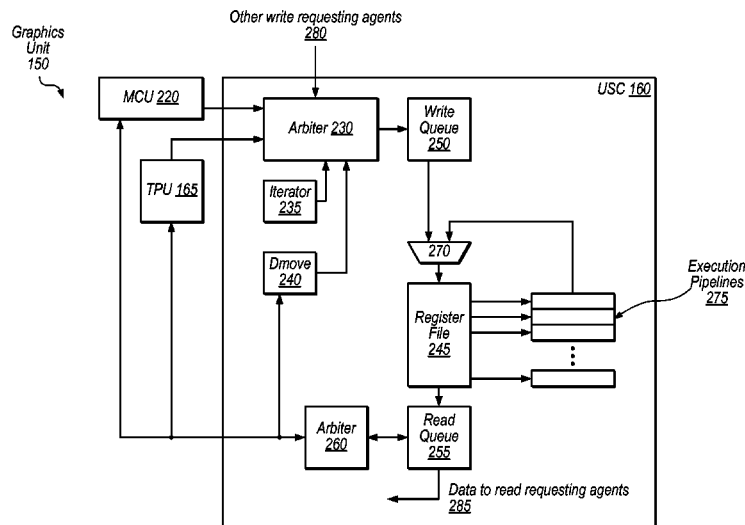 Other write requesting agents
280
Graphics
Unit
150
MCU 220
USC 160
Arbiter 230
Write
Queue
250
TPU 165
Iterator
235
270
Dmove
240
Execution
Pipelines
275
Register
File
245
Arbiter
260
Read
Queue
255
Data to read requesting agents
285